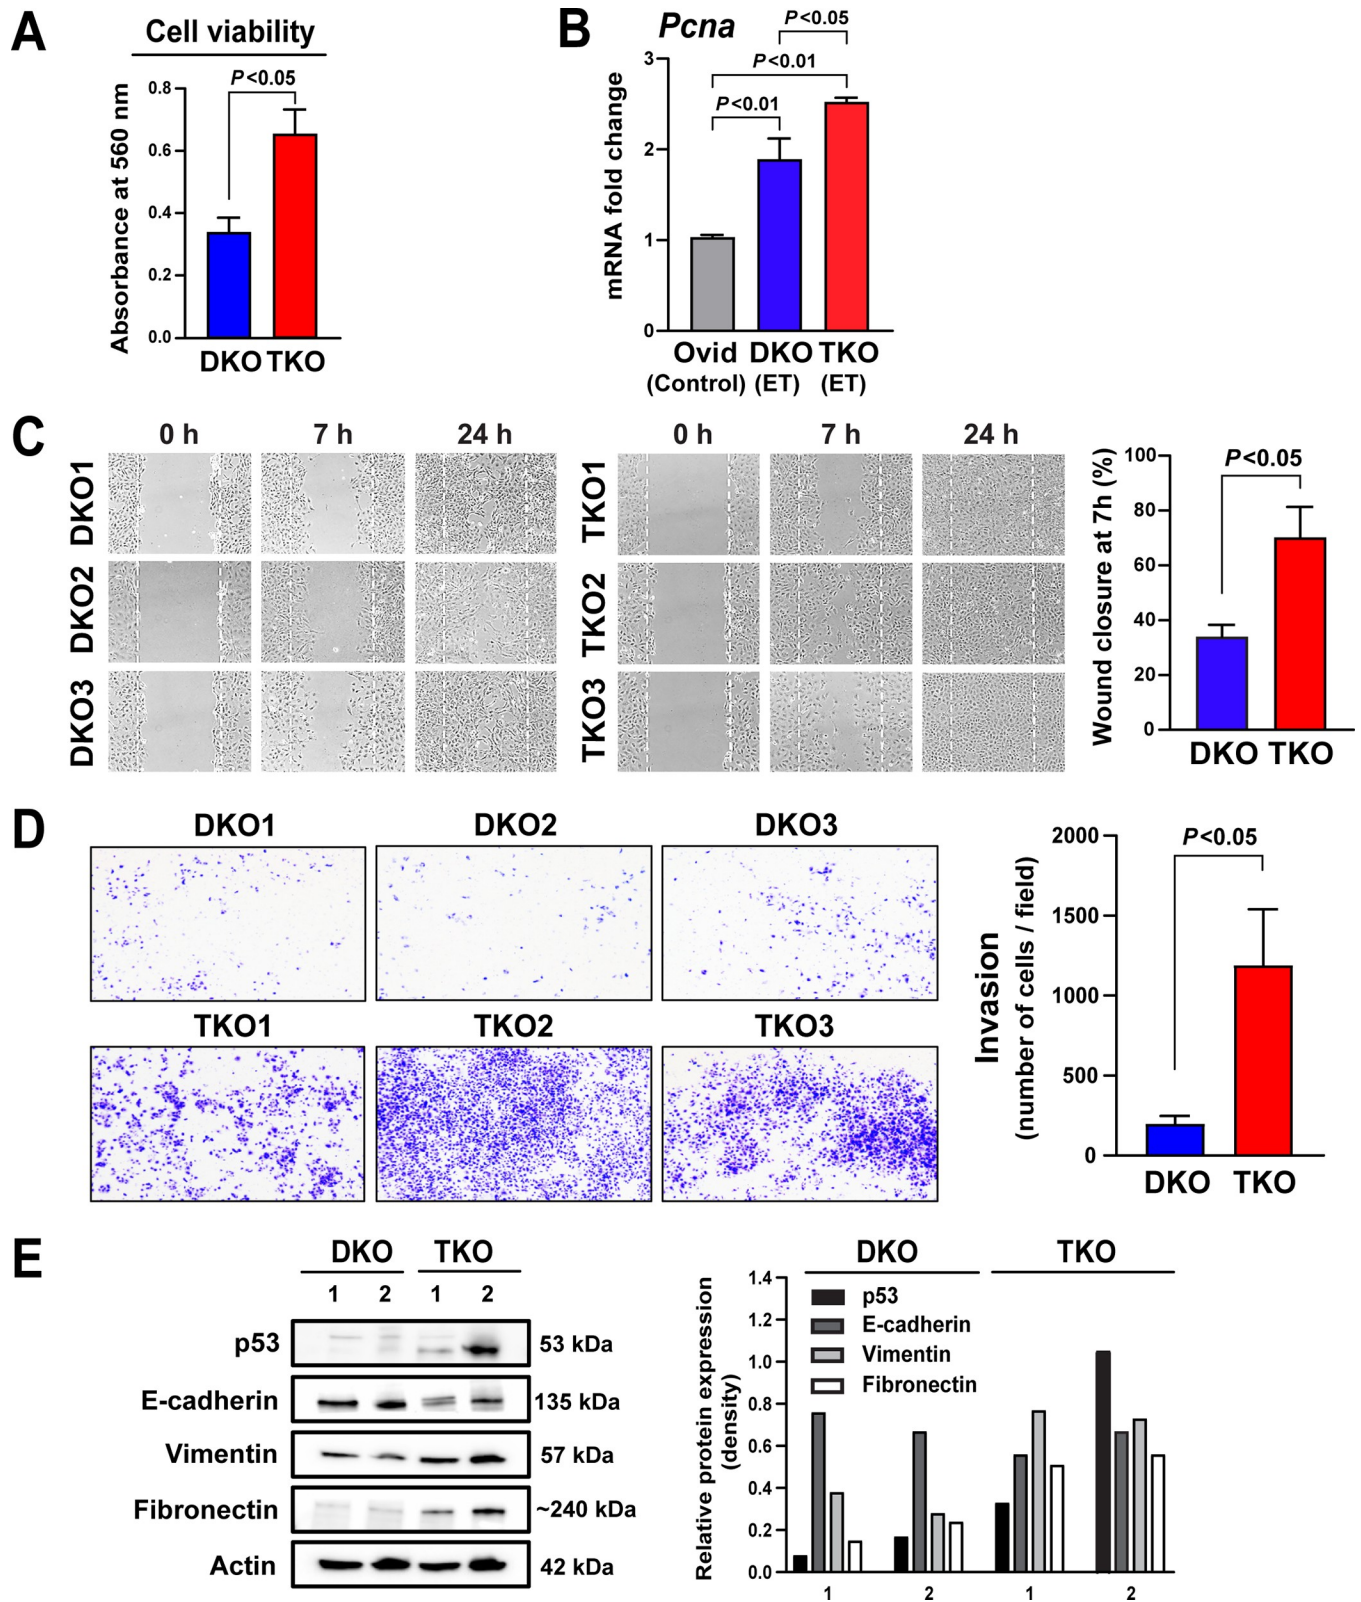 A
Cell viability
P<0.05
Absorbance at 560 nm
0.8
0.6
0.4
0.2
0.0
DKO TKO
B
Pcna
P<0.05
P<0.01
P<0.01
mRNA fold change
3
2
1
0
Ovid DKO TKO
(Control) (ET) (ET)
C
0 h 7 h 24 h
DKO1
DKO2
DKO3
0 h 7 h 24 h
TKO1
TKO2
TKO3
Wound closure at 7h (%)
P<0.05
100
80
60
40
20
0
DKO TKO
D
DKO1 DKO2 DKO3
TKO1 TKO2 TKO3
Invasion
(number of cells / field)
P<0.05
2000
1500
1000
500
0
DKO TKO
E
DKO TKO
1 2 1 2
p53 53 kDa
E-cadherin 135 kDa
Vimentin 57 kDa
Fibronectin ~240 kDa
Actin 42 kDa
DKO TKO
Relative protein expression
(density)
1.4
1.2
1.0
0.8
0.6
0.4
0.2
0.0
p53
E-cadherin
Vimentin
Fibronectin
1 2 1 2